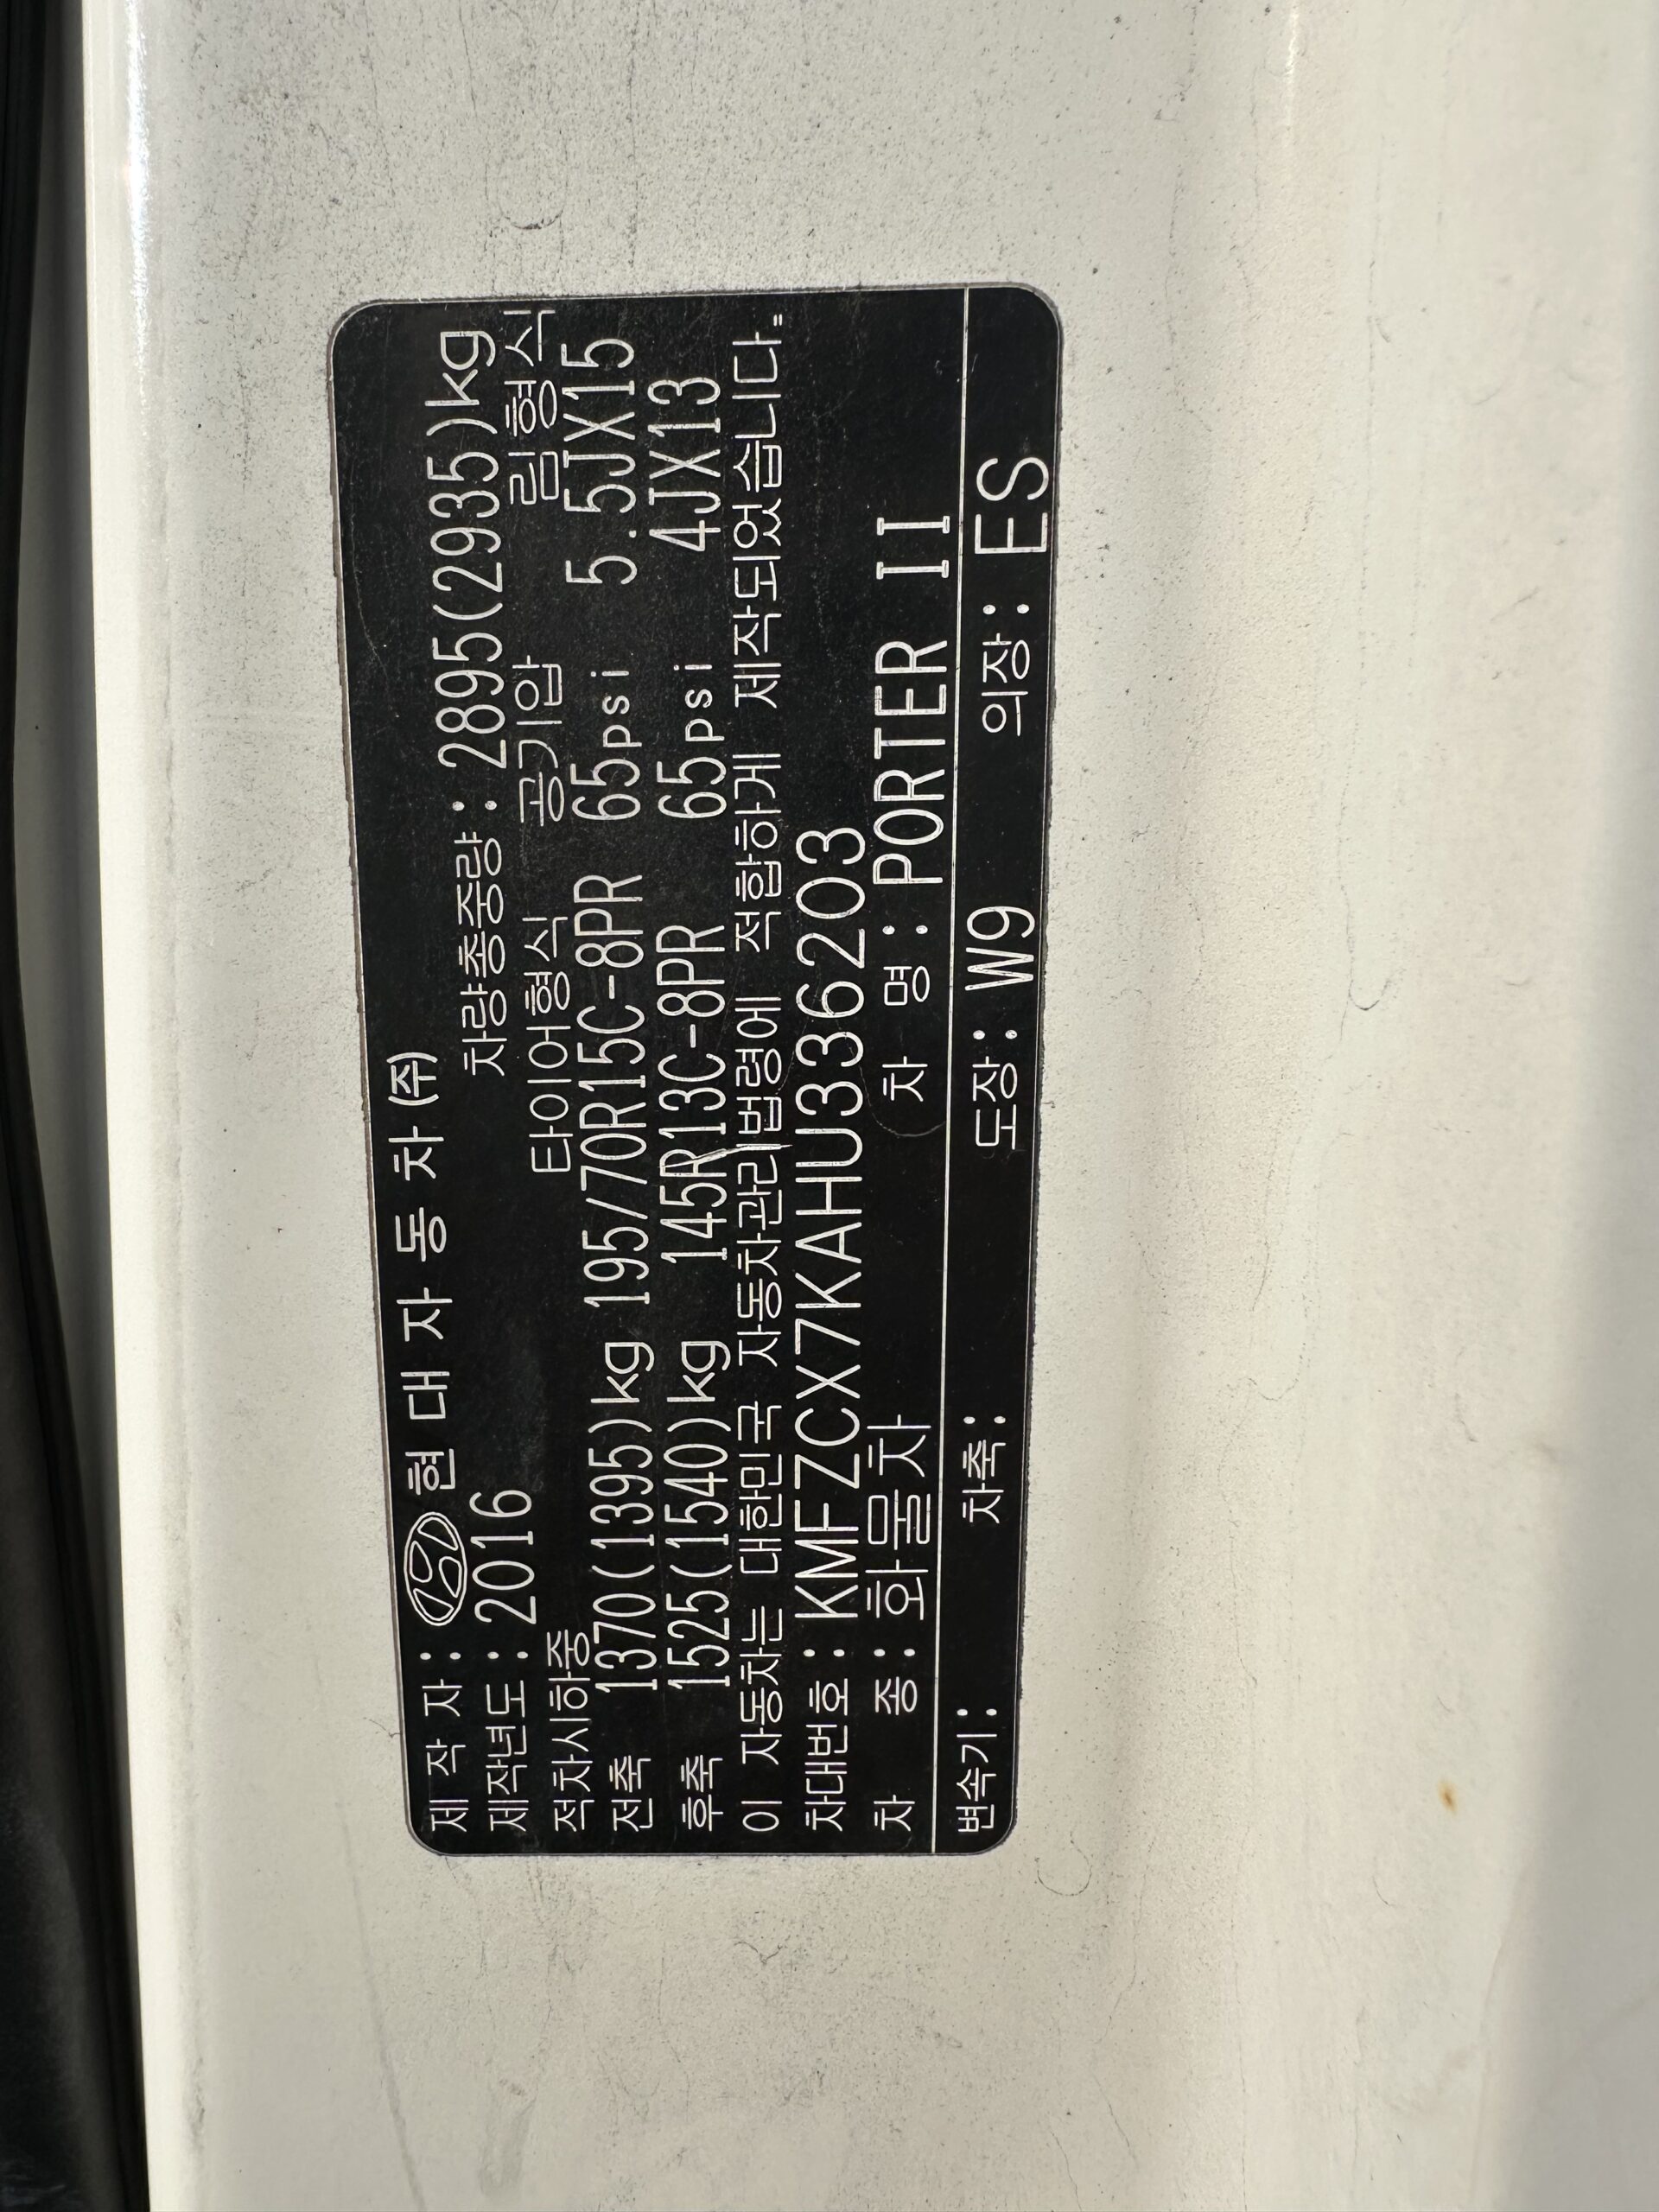 제 작 자 : 현 대 자 동 차 (주)
제작년도 : 2016 차량총중량 : 2895(2935)kg
적차시하중 타이어형식 공기압 림형식
전축 1370(1395)kg 195/70R15C-8PR 65psi 5.5JX15
후축 1525(1540)kg 145R13C-8PR 65psi 4JX13
이 자동차는 대한민국 자동차관리법령에 적합하게 제작되었습니다."
차대번호 : KMFZCX7KAHU336203
차 종 : 화물차 차 명 : PORTER II
변속기 : 차축 : 도장 : W9 의장 : ES